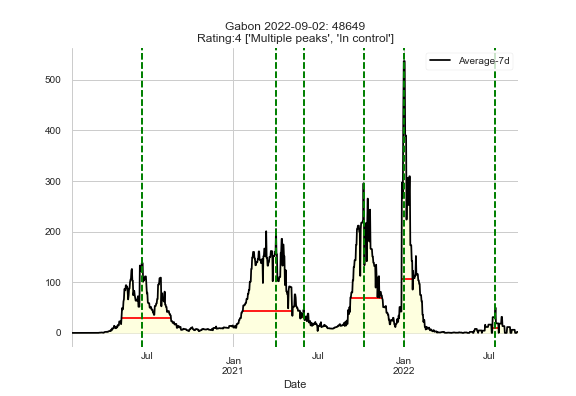 Gabon 2022-09-02: 48649
Rating:4 ['Multiple peaks', 'In control']
Average-7d
500
400
300
200
100
0
Jul
Jan
2021
Jul
Jan
2022
Jul
Date